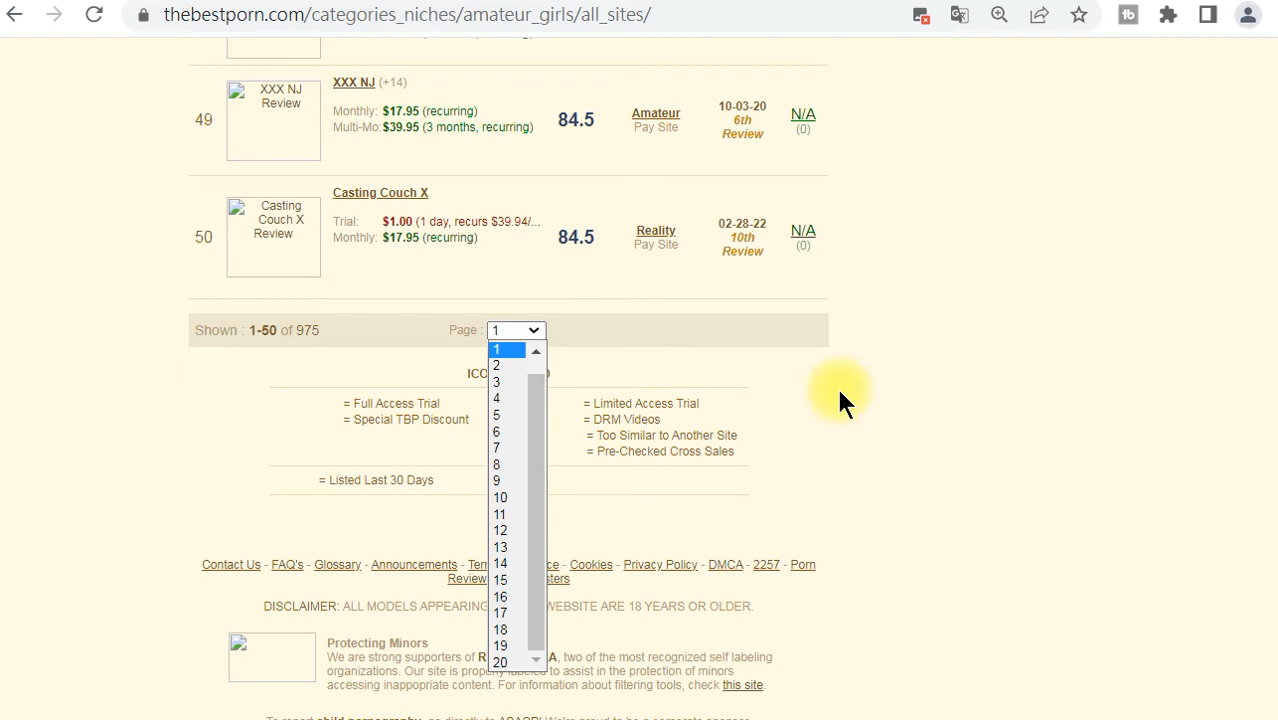 thebestporn.com/categories_niches/amataur_girls/all_sites/
49
XXX NJ Review
XXX NJ (+14)
Monthly: $17.95 (recurring)
Multi-Mo: $39.95 (3 months, recurring)
84.5
Amateur
Pay Site
10-03-20
6th
Review
N/A
(0)
50
Casting Couch X Review
Casting Couch X
Trial: $1.00 (1 day, recurs $39.94/...
Monthly: $17.95 (recurring)
84.5
Reality
Pay Site
02-28-22
10th
Review
N/A
(0)
Shown : 1-50 of 975
Page : 1
1
2
3
4
5
6
7
8
9
10
11
12
13
14
15
16
17
18
19
20
= Full Access Trial
= Special TBP Discount
= Limited Access Trial
= DRM Videos
= Too Similar to Another Site
= Pre-Checked Cross Sales
= Listed Last 30 Days
Contact Us - FAQ's - Glossary - Announcements - - Cookies - Privacy Policy - DMCA - 2257 - Porn
DISCLAIMER: ALL MODELS APPEARING WEBSITE ARE 18 YEARS OR OLDER.
Protecting Minors
We are strong supporters of , two of the most recognized self labeling
organizations. Our site is properly labeled to assist in the protection of minors
accessing inappropriate content. For information about filtering tools, check this site.